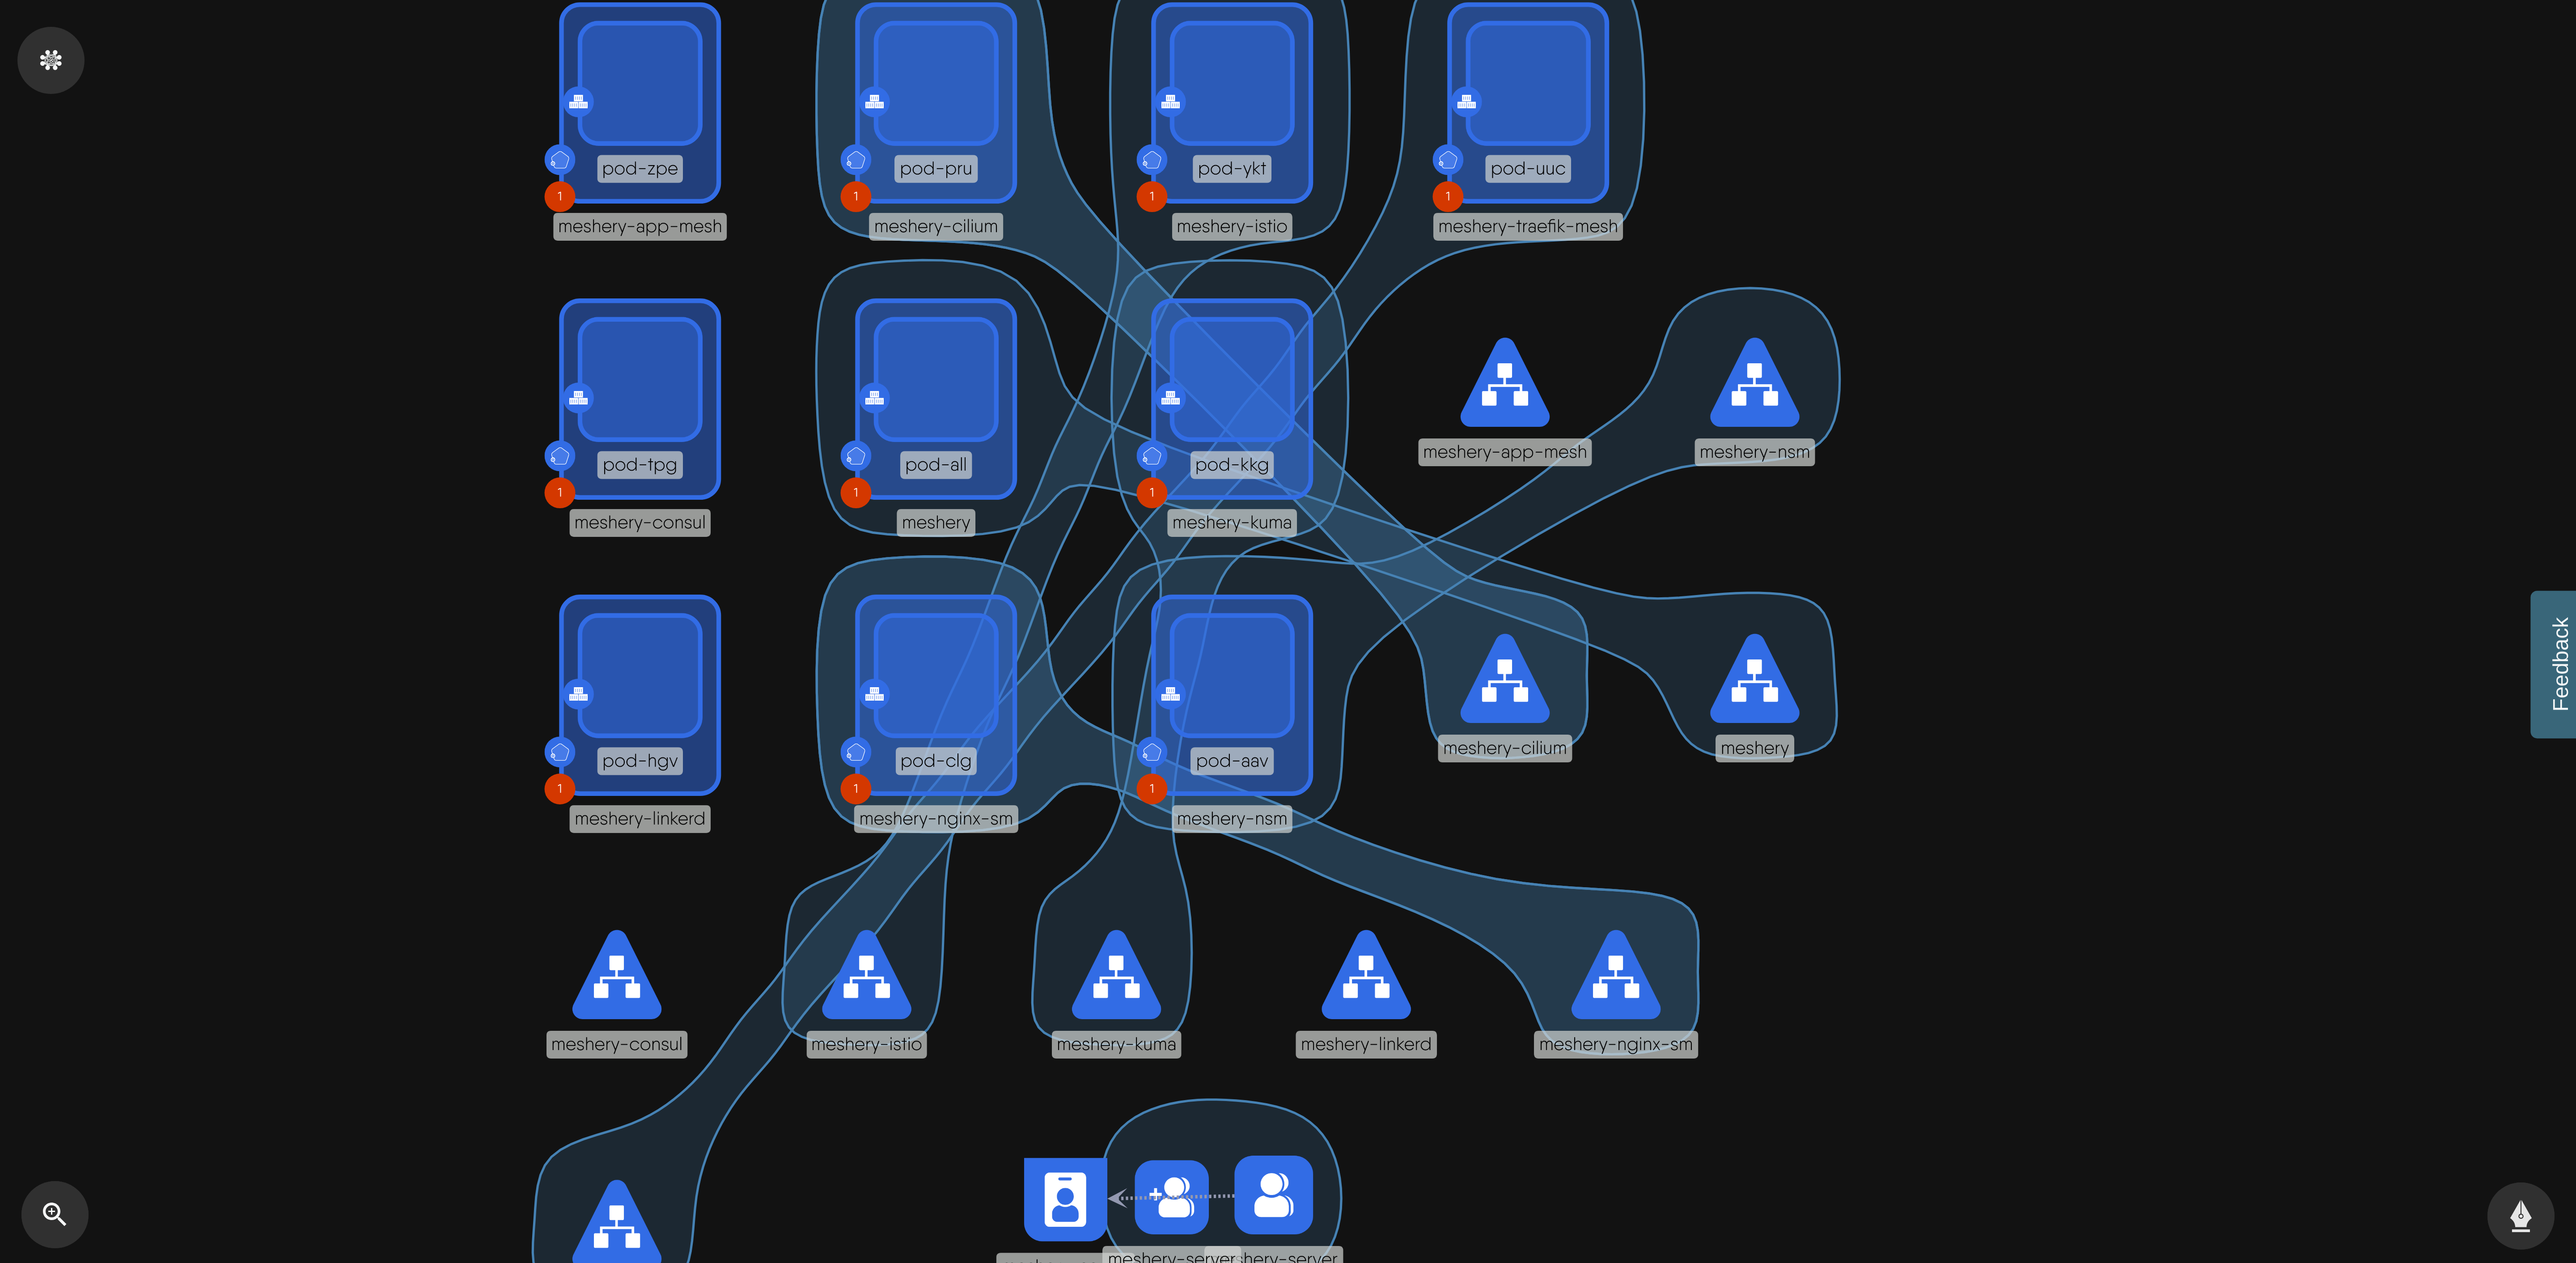 pod-zpe
pod-pru
pod-ykt
pod-uuc
1
1
1
1
meshery-app-mesh
meshery-cilium
meshery-istio
meshery-traefik-mesh
pod-tpg
pod-all
pod-kkg
meshery-app-mesh
meshery-nsm
1
1
1
meshery-consul
meshery
meshery-kuma
pod-hgv
pod-clg
pod-aav
meshery-cilium
meshery
1
1
1
meshery-linkerd
meshery-nginx-sm
meshery-nsm
Feedback
meshery-consul
meshery-istio
meshery-kuma
meshery-linkerd
meshery-nginx-sm
meshery-server